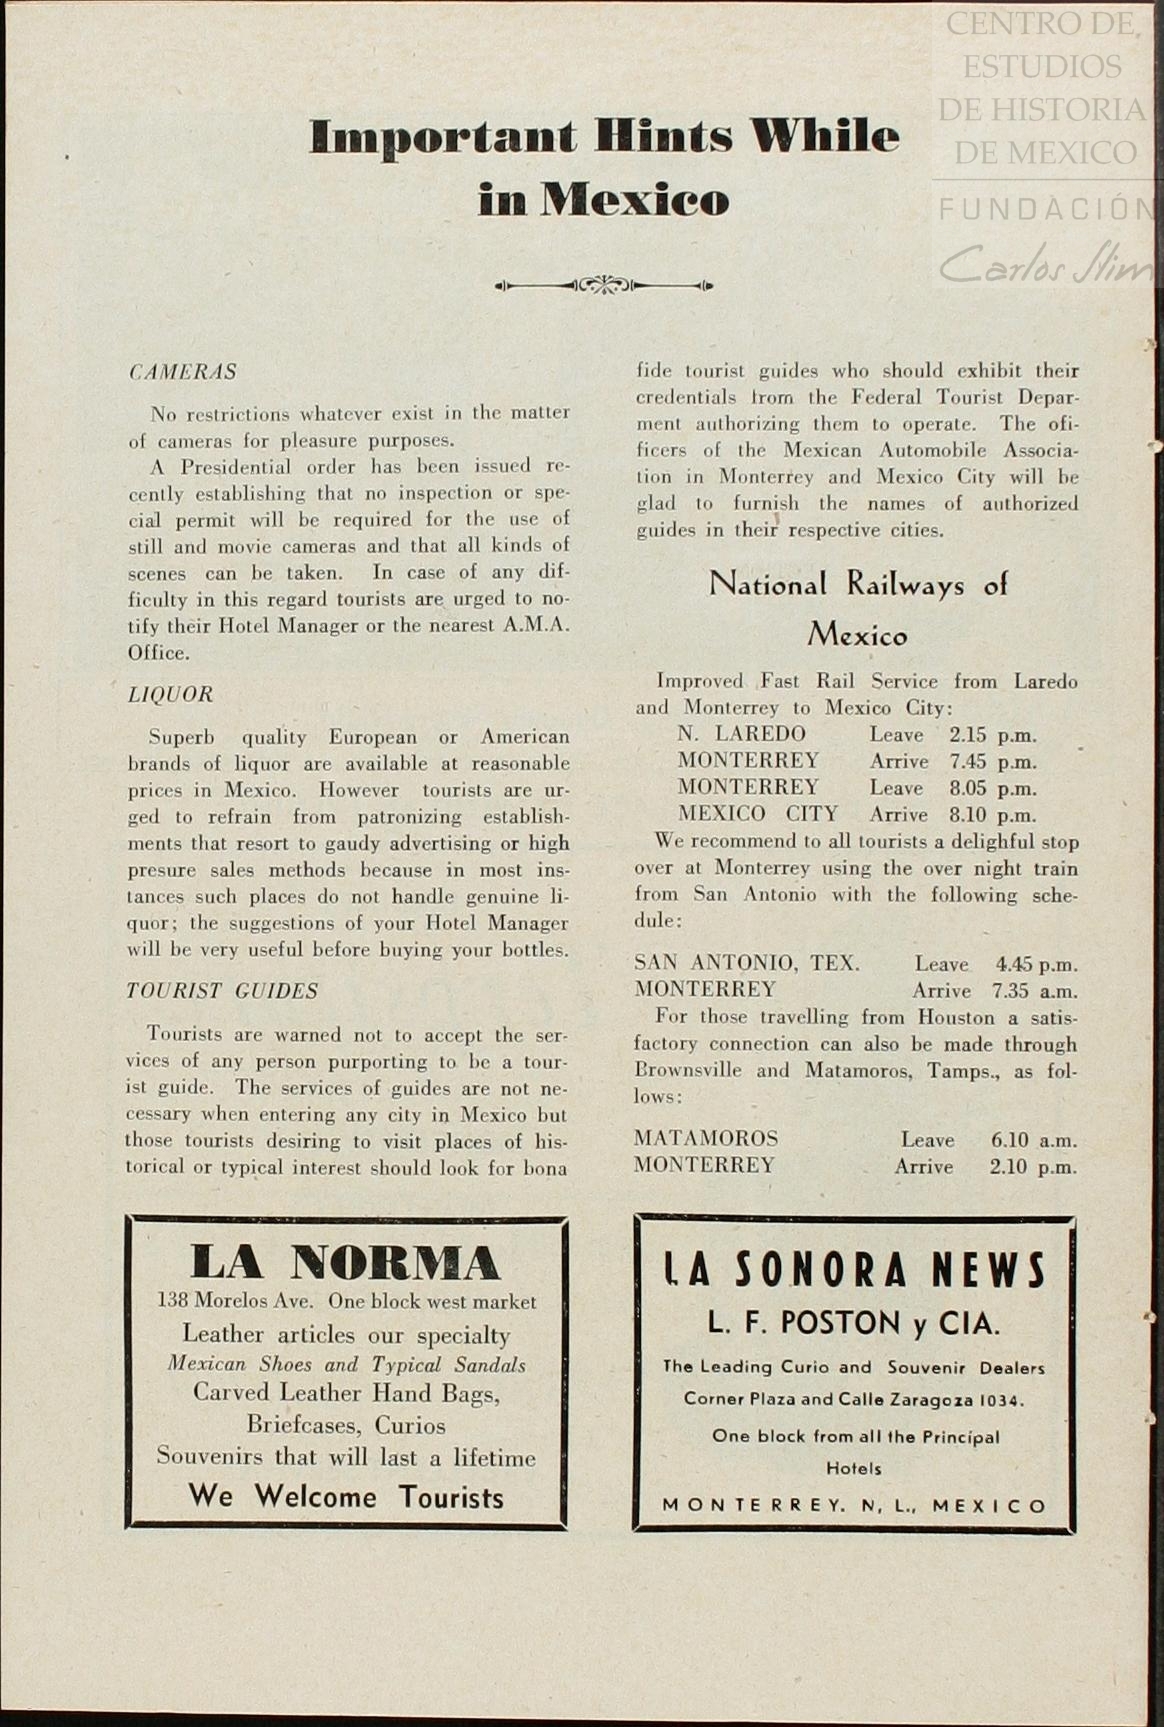 CENTRO DE
ESTUDIOS
DE HISTORIA
DE MEXICO
FUNDACIÓN
Carlos Slim
Important Hints While
in Mexico
CAMERAS
No restrictions whatever exist in the matter
of cameras for pleasure purposes.
A Presidential order has been issued re-
cently establishing that no inspection or spe-
cial permit will be required for the use of
still and movie cameras and that all kinds of
scenes can be taken. In case of any dif-
ficulty in this regard tourists are urged to no-
tify their Hotel Manager or the nearest A.M.A.
Office.
LIQUOR
Superb quality European or American
brands of liquor are available at reasonable
prices in Mexico. However tourists are ur-
ged to refrain from patronizing establish-
ments that resort to gaudy advertising or high
presure sales methods because in most ins-
tances such places do not handle genuine li-
quor; the suggestions of your Hotel Manager
will be very useful before buying your bottles.
TOURIST GUIDES
Tourists are warned not to accept the ser-
vices of any person purporting to be a tour-
ist guide. The services of guides are not ne-
cessary when entering any city in Mexico but
those tourists desiring to visit places of his-
torical or typical interest should look for bona
fide tourist guides who should exhibit their
credentials from the Federal Tourist Depar-
ment authorizing them to operate. The ofi-
ficers of the Mexican Automobile Associa-
tion in Monterrey and Mexico City will be
glad to furnish the names of authorized
guides in their respective cities.
National Railways of
Mexico
Improved Fast Rail Service from Laredo
and Monterrey to Mexico City:
N. LAREDO Leave 2.15 p.m.
MONTERREY Arrive 7.45 p.m.
MONTERREY Leave 8.05 p.m.
MEXICO CITY Arrive 8.10 p.m.
We recommend to all tourists a delighful stop
over at Monterrey using the over night train
from San Antonio with the following sche-
dule:
SAN ANTONIO, TEX. Leave 4.45 p.m.
MONTERREY Arrive 7.35 a.m.
For those travelling from Houston a satis-
factory connection can also be made through
Brownsville and Matamoros, Tamps., as fol-
lows:
MATAMOROS Leave 6.10 a.m.
MONTERREY Arrive 2.10 p.m.
LA NORMA
138 Morelos Ave. One block west market
Leather articles our specialty
Mexican Shoes and Typical Sandals
Carved Leather Hand Bags,
Briefcases, Curios
Souvenirs that will last a lifetime
We Welcome Tourists
LA SONORA NEWS
L. F. POSTON y CIA.
The Leading Curio and Souvenir Dealers
Corner Plaza and Calle Zaragoza 1034.
One block from all the Principal
Hotels
MONTERREY. N, L., MEXICO